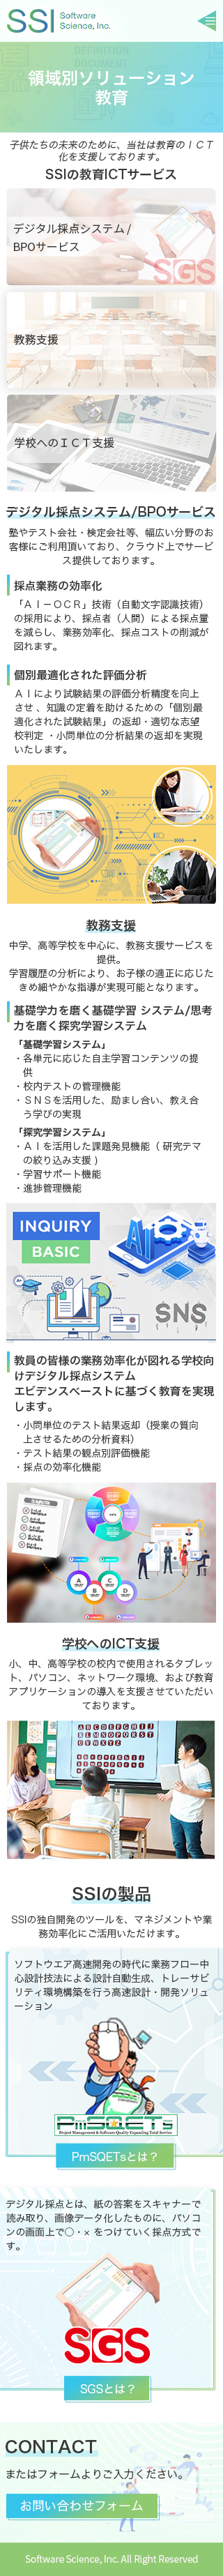 SSI Software
Science, Inc.
DEFINITION
DOCUMENT
領域別ソリューション
教育
子供たちの未来のために、当社は教育のＩＣＴ
化を支援しております。
SSIの教育ICTサービス
デジタル採点システム /
BPOサービス
SGS
教務支援
学校へのＩＣＴ支援
デジタル採点システム/BPOサービス
塾やテスト会社・検定会社等、幅広い分野のお
客様にご利用頂いており、クラウド上でサービ
ス提供しております。
採点業務の効率化
「ＡＩ－ＯＣＲ」技術（自動文字認識技術）
の採用により、採点者（人間）による採点量
を減らし、業務効率化、採点コストの削減が
図れます。
個別最適化された評価分析
ＡＩにより試験結果の評価分析精度を向上
させ 、知識の定着を助けるための「個別最
適化された試験結果」の返却・適切な志望
校判定 ・小問単位の分析結果の返却を実現
いたします。
教務支援
中学、高等学校を中心に、教務支援サービスを
提供。
学習履歴の分析により、お子様の適正に応じた
きめ細やかな指導が実現可能となります。
基礎学力を磨く基礎学習 システム/思考
力を磨く探究学習システム
「基礎学習システム」
・各単元に応じた自主学習コンテンツの提
供
・校内テストの管理機能
・ＳＮＳを活用した、励まし合い、教え合
う学びの実現
「探究学習システム」
・ＡＩを活用した課題発見機能（ 研究テマ
の絞り込み支援 )
・学習サポート機能
・進捗管理機能
INQUIRY
BASIC
AI
SNS
教員の皆様の業務効率化が図れる学校向
けデジタル採点システム
エビデンスベーストに基づく教育を実現
します。
・小問単位のテスト結果返却（授業の質向
上させるための分析資料）
・テスト結果の観点別評価機能
・採点の効率化機能
A
B
C
D
学校へのICT支援
小、中、高等学校の校内で使用されるタブレッ
ト、パソコン、ネットワーク環境、および教育
アプリケーションの導入を支援させていただい
ております。
SSIの製品
SSIの独自開発のツールを、マネジメントや業
務効率化にご活用いただけます。
ソフトウエア高速開発の時代に業務フロー中
心設計技法による設計自動生成、トレーサビ
リティ環境構築を行う高速設計・開発ソリュ
ーション
PmSQETs
Project Management & Software Quality Expanding Total Service
PmSQETsとは？
デジタル採点とは、紙の答案をスキャナーで
読み取り、画像データ化したものに、パソコ
ンの画面上で○・× をつけていく採点方式で
す。
SGS
SGSとは？
CONTACT
またはフォームよりご記入ください。
お問い合わせフォーム
Software Science, Inc. All Right Reserved